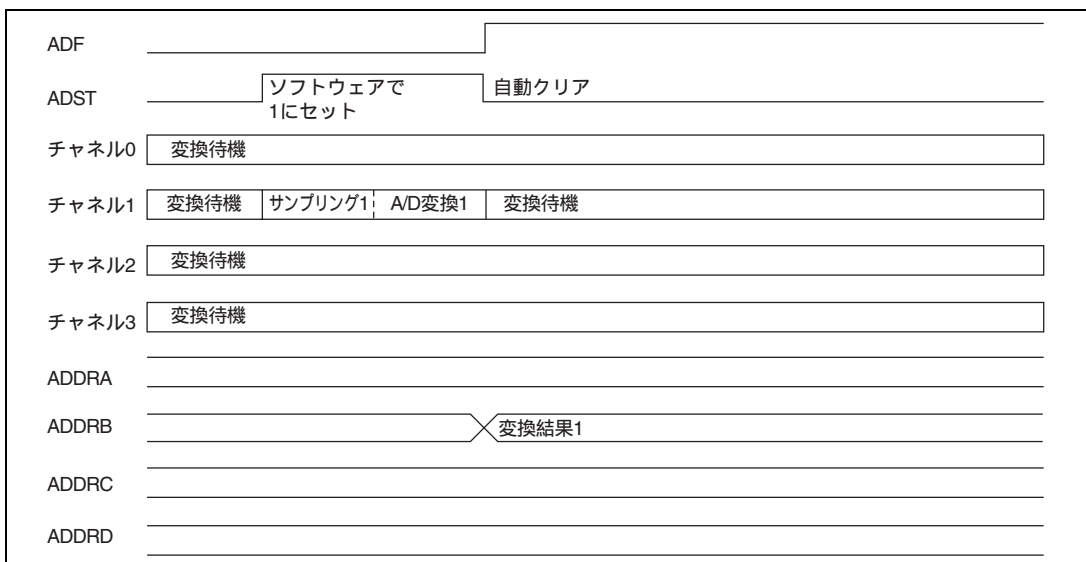 ADF
ADST
ソフトウェアで
1にセット
自動クリア
チャネル0
変換待機
チャネル1
変換待機
サンプリング1
A/D変換1
変換待機
チャネル2
変換待機
チャネル3
変換待機
ADDRA
ADDRB
変換結果1
ADDRC
ADDRD